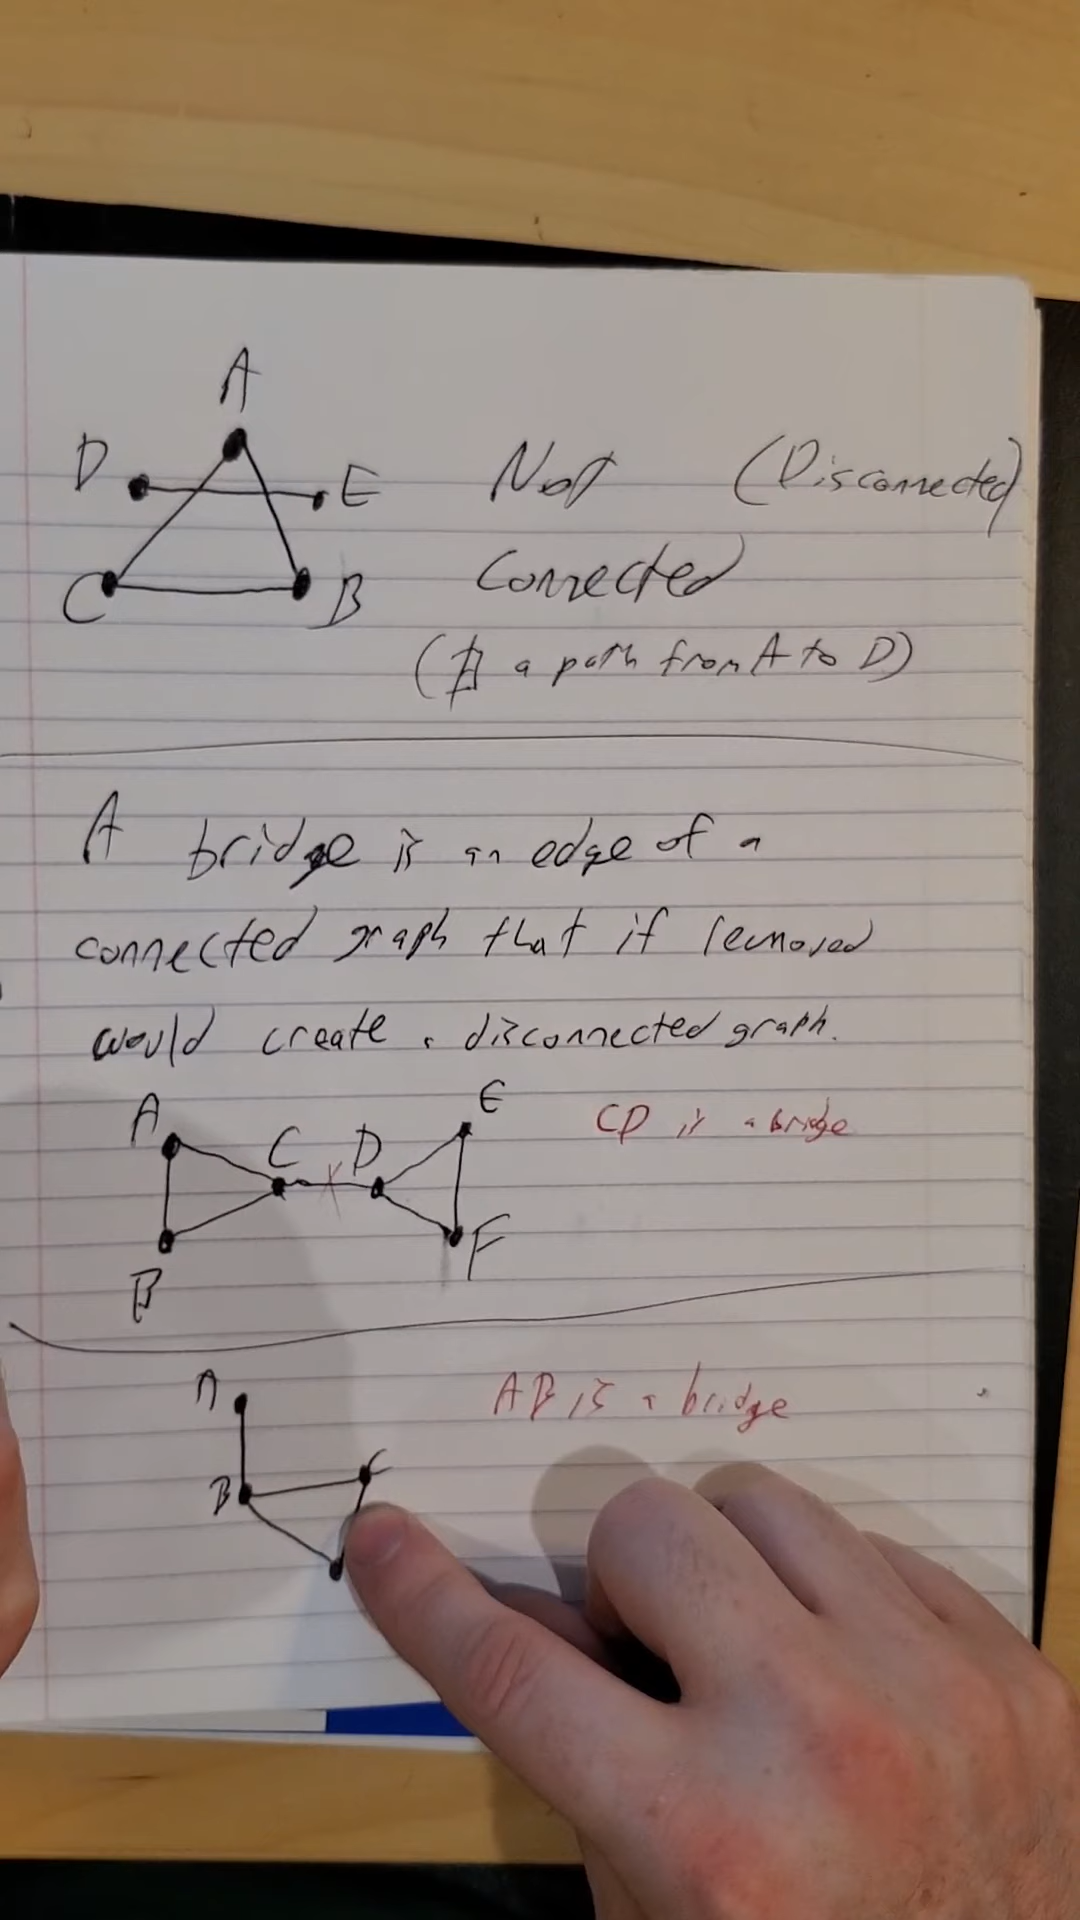 A
D
E
C
B
Not (Disconnected)
Connected
(∄ a path from A to D)
A bridge is an edge of a
connected graph that if removed
would create a disconnected graph.
A
C
D
E
B
F
CD is a bridge
A
B
C
AB is a bridge